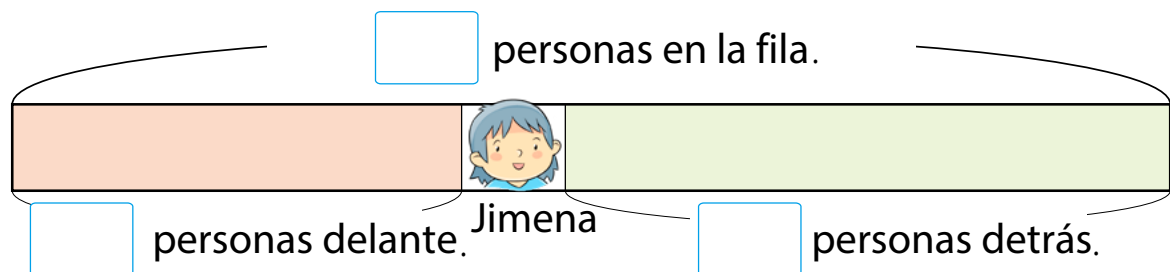 personas en la fila.
Jimena
personas delante.
personas detrás.